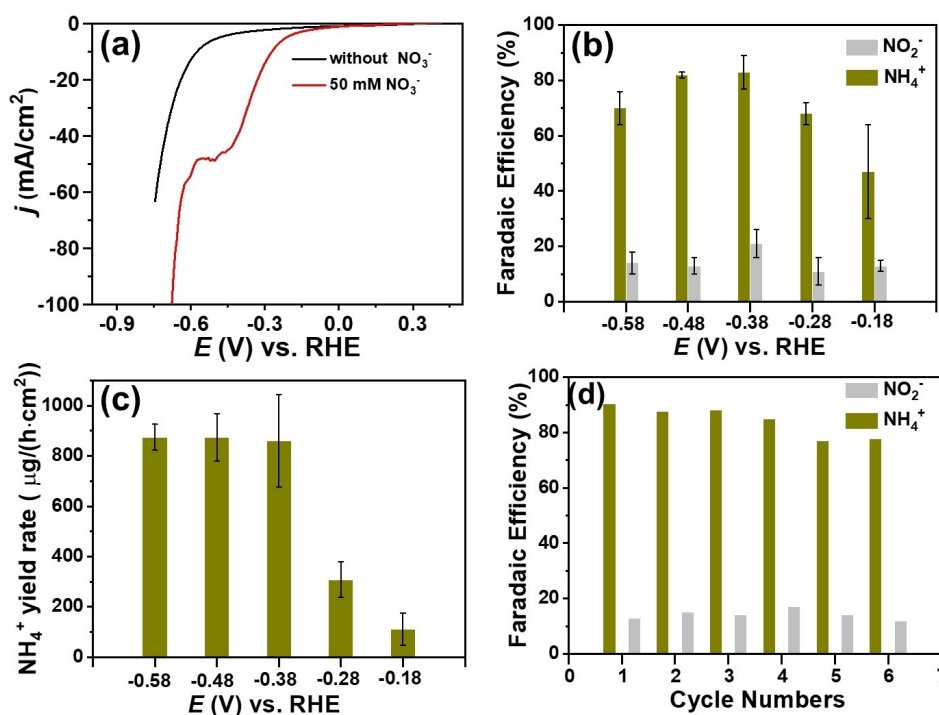 (a)
without NO₃⁻
50 mM NO₃⁻
j (mA/cm²)
0
-20
-40
-60
-80
-100
-0.9 -0.6 -0.3 0.0 0.3
E (V) vs. RHE
(b)
NO₂⁻
NH₄⁺
Faradaic Efficiency (%)
100
80
60
40
20
0
-0.58 -0.48 -0.38 -0.28 -0.18
E (V) vs. RHE
(c)
NH₄⁺ yield rate ( μg/(h·cm²))
1000
800
600
400
200
0
-0.58 -0.48 -0.38 -0.28 -0.18
E (V) vs. RHE
(d)
NO₂⁻
NH₄⁺
Faradaic Efficiency (%)
100
80
60
40
20
0
0 1 2 3 4 5 6 7
Cycle Numbers